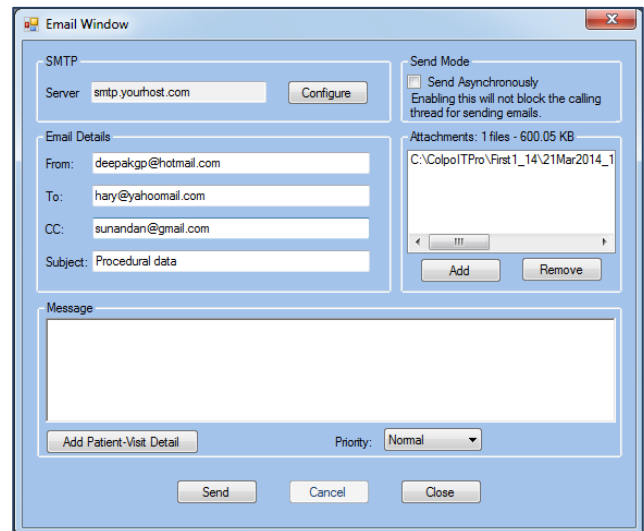 Email Window
SMTP
Server smtp.yourhost.com Configure
Send Mode
Send Asynchronously
Enabling this will not block the calling
thread for sending emails.
Email Details
From: deepakgp@hotmail.com
To: hary@yahoomail.com
CC: sunandan@gmail.com
Subject: Procedural data
Attachments: 1 files - 600.05 KB
C:\ColpoITPro\First1_14\21Mar2014_1
Add Remove
Message
Add Patient-Visit Detail Priority: Normal
Send Cancel Close